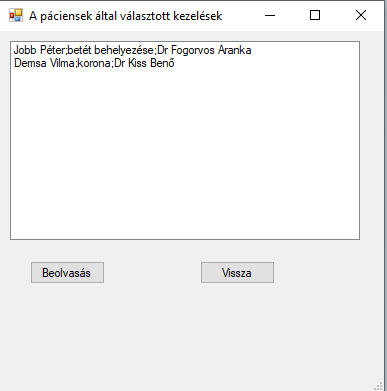 A páciensek által választott kezelések
Jobb Péter;betét behelyezése;Dr Fogorvos Aranka
Demsa Vilma;korona;Dr Kiss Benő
Beolvasás
Vissza